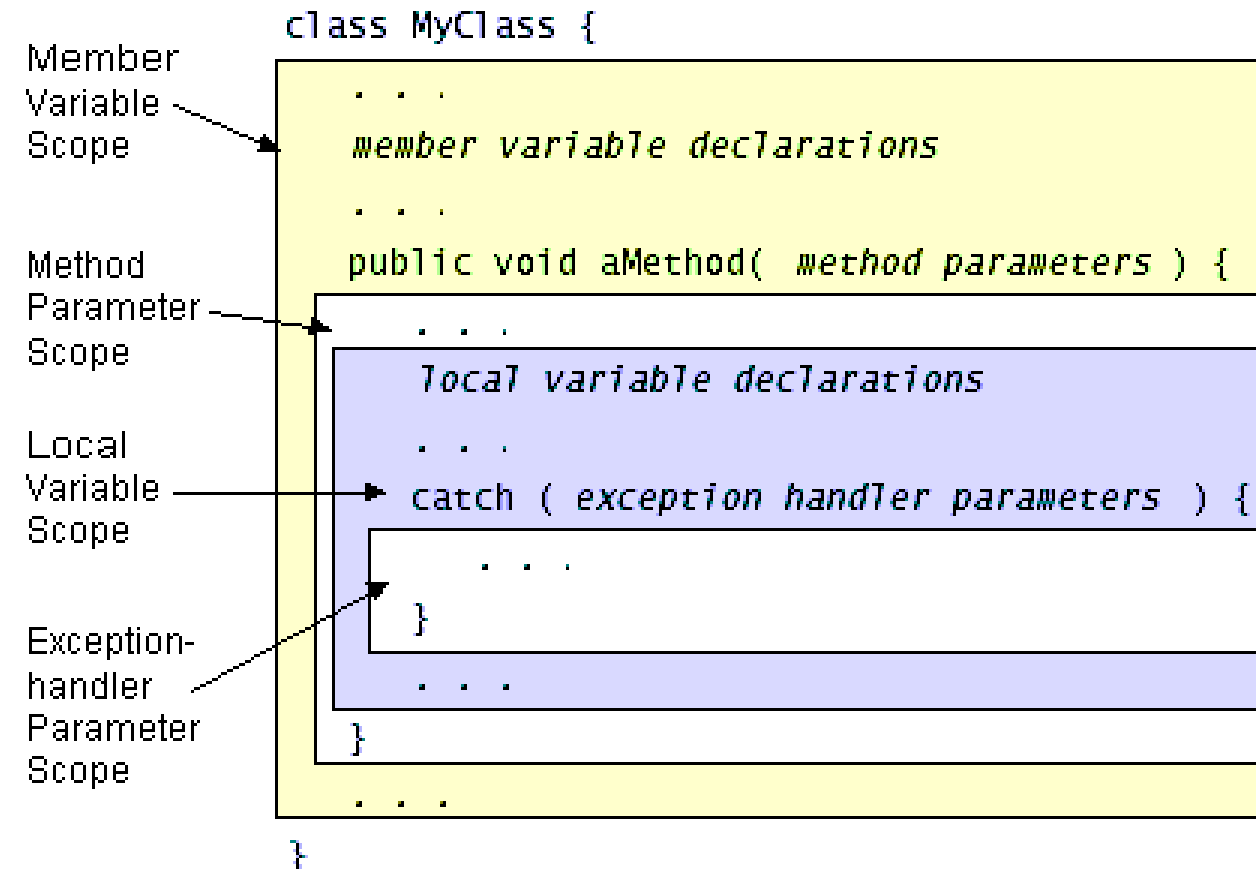 class MyClass {
Member
Variable
Scope
. . .
member variable declarations
. . .
public void aMethod( method parameters ) {
Method
Parameter
Scope
. . .
local variable declarations
. . .
Local
Variable
Scope
catch ( exception handler parameters ) {
. . .
}
Exception-
handler
Parameter
Scope
. . .
}
. . .
}